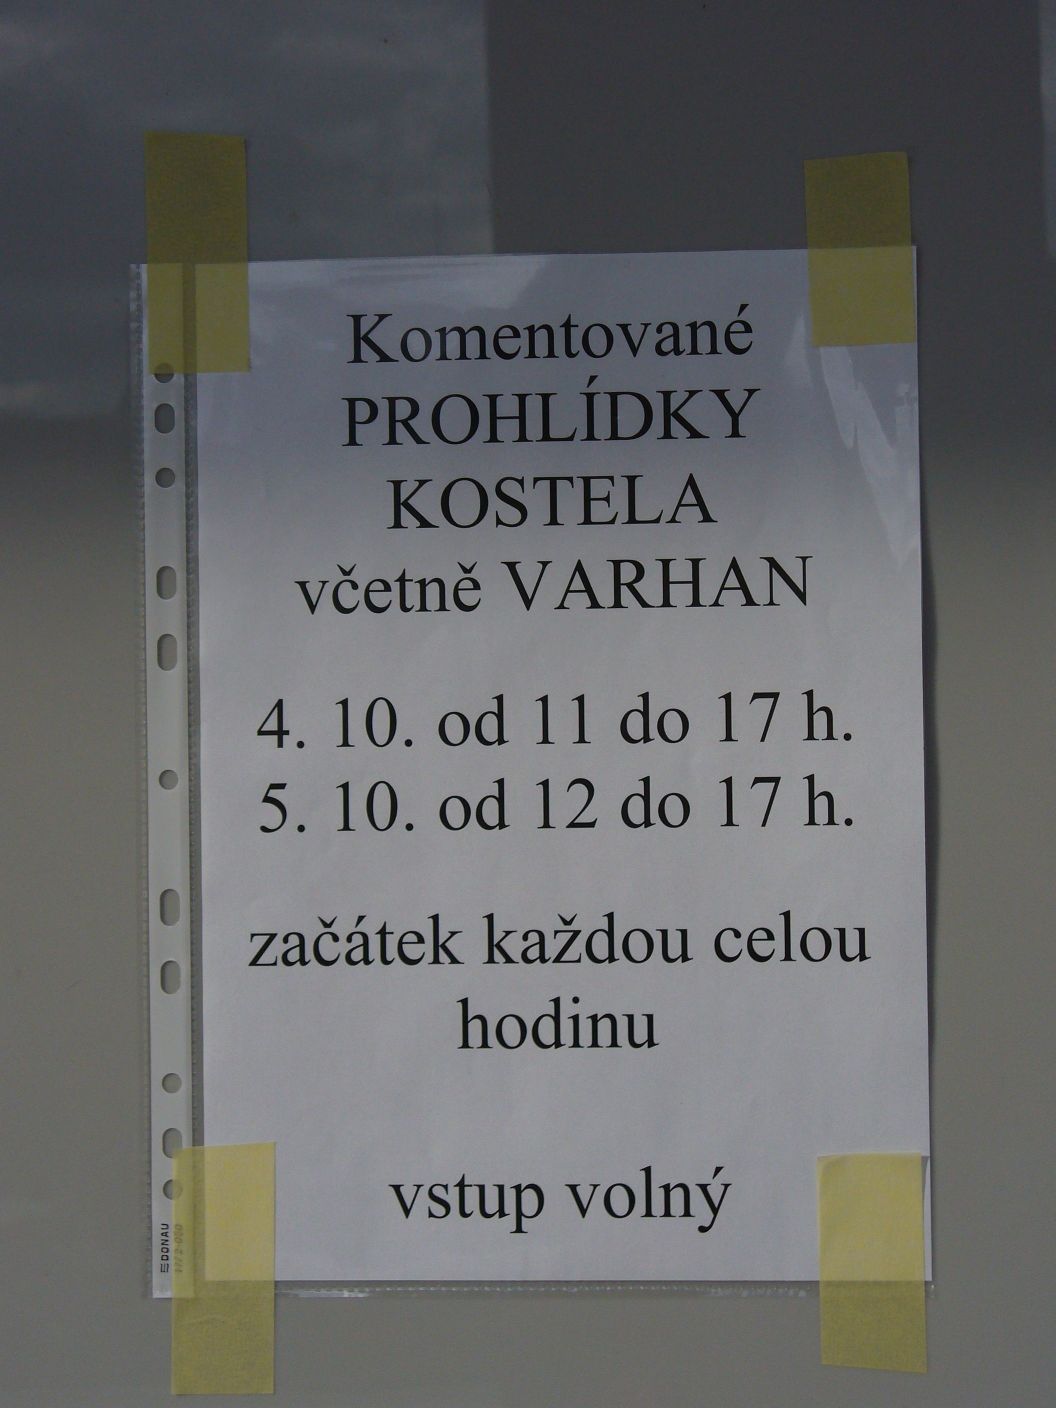 Komentované
PROHLÍDKY
KOSTELA
včetně VARHAN
4. 10. od 11 do 17 h.
5. 10. od 12 do 17 h.
začátek každou celou
hodinu
vstup volný
DONAU